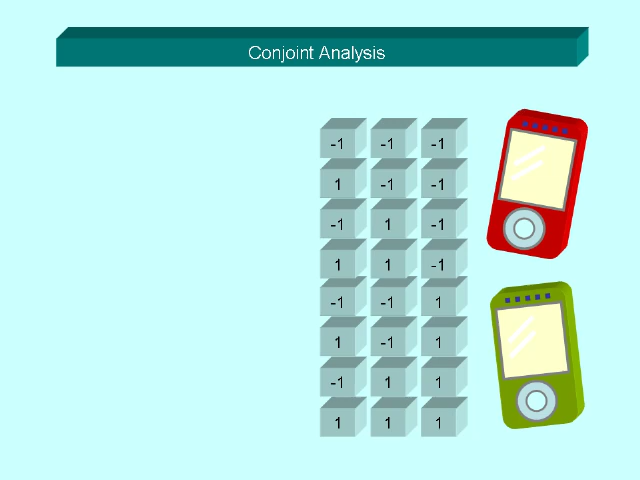 Conjoint Analysis
-1 -1 -1
1 -1 -1
-1 1 -1
1 1 -1
-1 -1 1
1 -1 1
-1 1 1
1 1 1